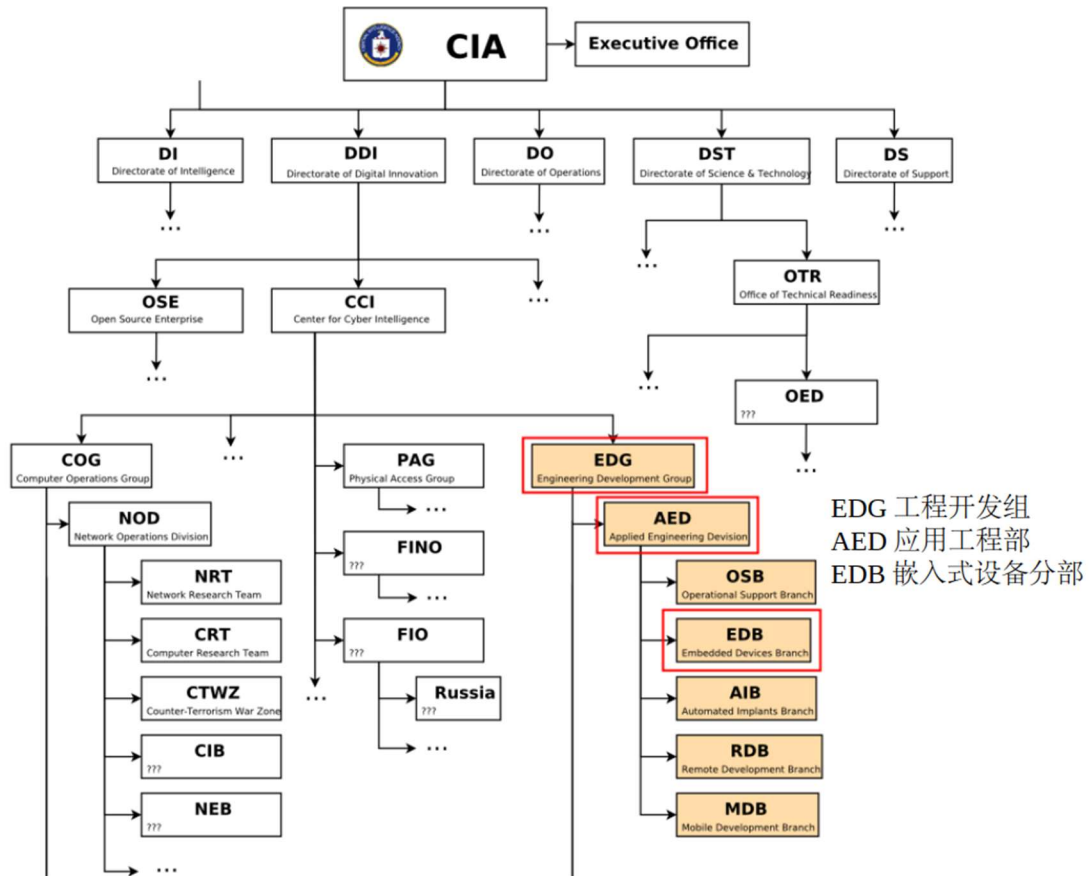 CIA
Executive Office
DI
Directorate of Intelligence
DDI
Directorate of Digital Innovation
DO
Directorate of Operations
DST
Directorate of Science & Technology
DS
Directorate of Support
...
...
...
...
OSE
Open Source Enterprise
CCI
Center for Cyber Intelligence
...
OTR
Office of Technical Readiness
...
...
OED
???
...
COG
Computer Operations Group
...
PAG
Physical Access Group
...
EDG
Engineering Development Group
NOD
Network Operations Division
FINO
???
...
AED
Applied Engineering Devision
EDG 工程开发组
AED 应用工程部
EDB 嵌入式设备分部
NRT
Network Research Team
OSB
Operational Support Branch
CRT
Computer Research Team
FIO
???
EDB
Embedded Devices Branch
CTWZ
Counter-Terrorism War Zone
...
Russia
???
...
AIB
Automated Implants Branch
CIB
???
RDB
Remote Development Branch
NEB
???
MDB
Mobile Development Branch
...